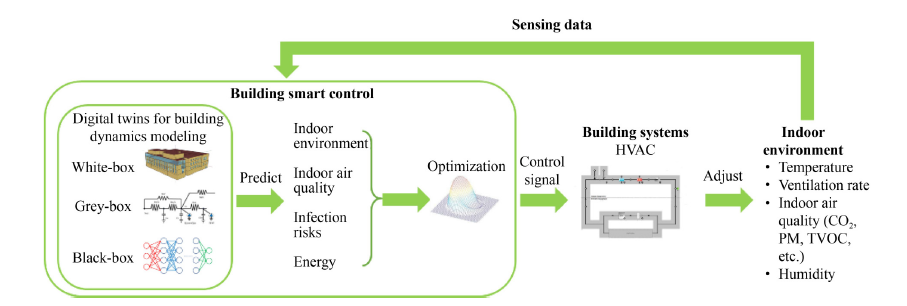 Sensing data
Building smart control
Digital twins for building
dynamics modeling
White-box
Grey-box
Black-box
Predict
Indoor
environment
Indoor air
quality
Infection
risks
Energy
Optimization
Control
signal
Building systems
HVAC
Adjust
Indoor
environment
• Temperature
• Ventilation rate
• Indoor air
quality (CO₂,
PM, TVOC,
etc.)
• Humidity